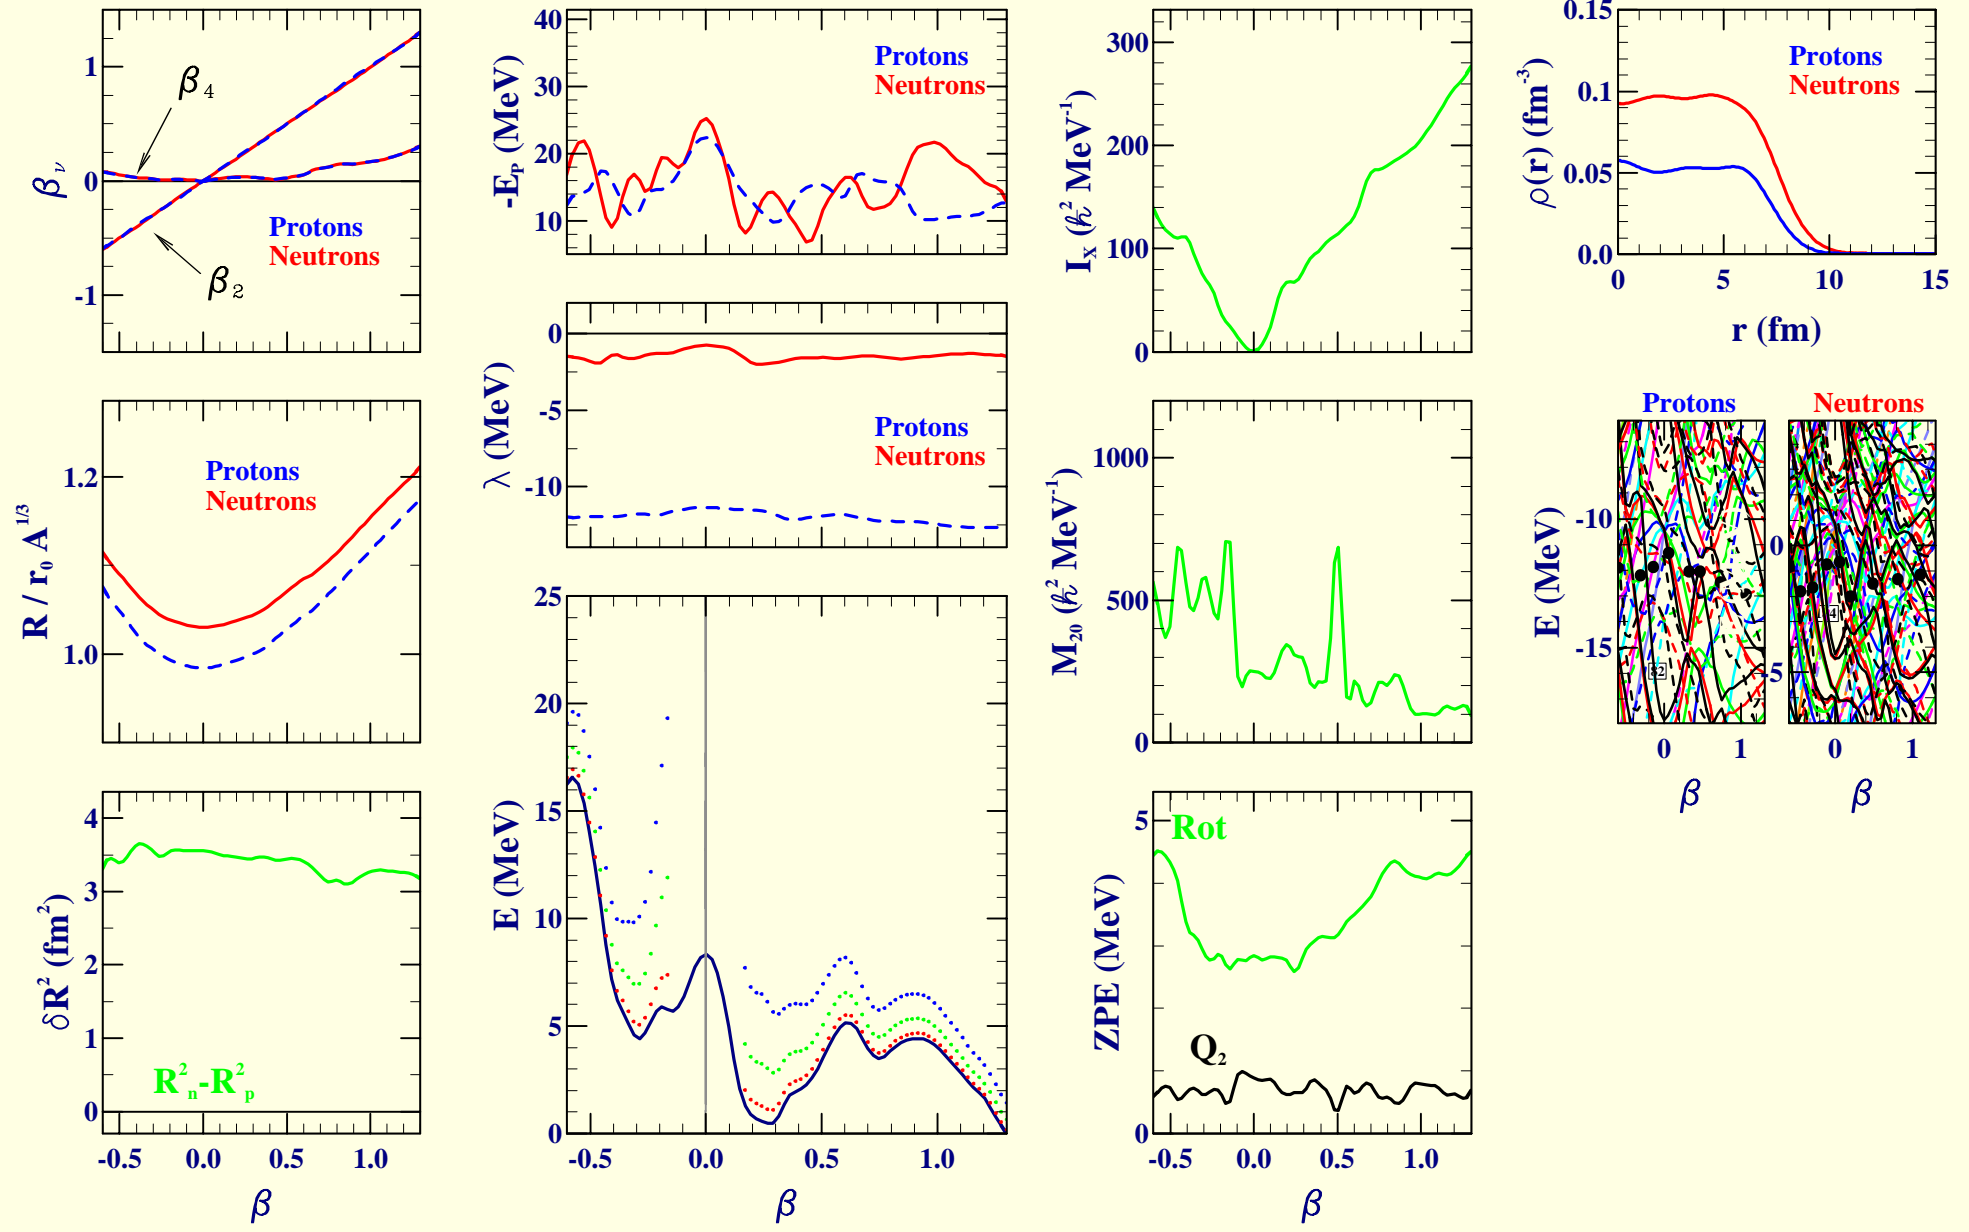 1
0
-1
β₄
β₂
Protons
Neutrons
βν
1.2
1.0
Protons
Neutrons
R / r₀ A^1/3
4
3
2
1
0
R²n-R²p
δR² (fm²)
-0.5 0.0 0.5 1.0
β
40
30
20
10
Protons
Neutrons
-Eₚ (MeV)
0
-5
-10
Protons
Neutrons
λ (MeV)
25
20
15
10
5
0
E (MeV)
-0.5 0.0 0.5 1.0
β
300
200
100
0
Iₓ (ℏ² MeV⁻¹)
1000
500
0
M₂₀ (ℏ² MeV⁻¹)
5
0
Rot
Q₂
ZPE (MeV)
-0.5 0.0 0.5 1.0
β
0.15
0.1
0.05
0.0
Protons
Neutrons
ρ(r) (fm⁻³)
0 5 10 15
r (fm)
Protons Neutrons
-10
-15
0
-5
82
E (MeV)
0 1 0 1
β β